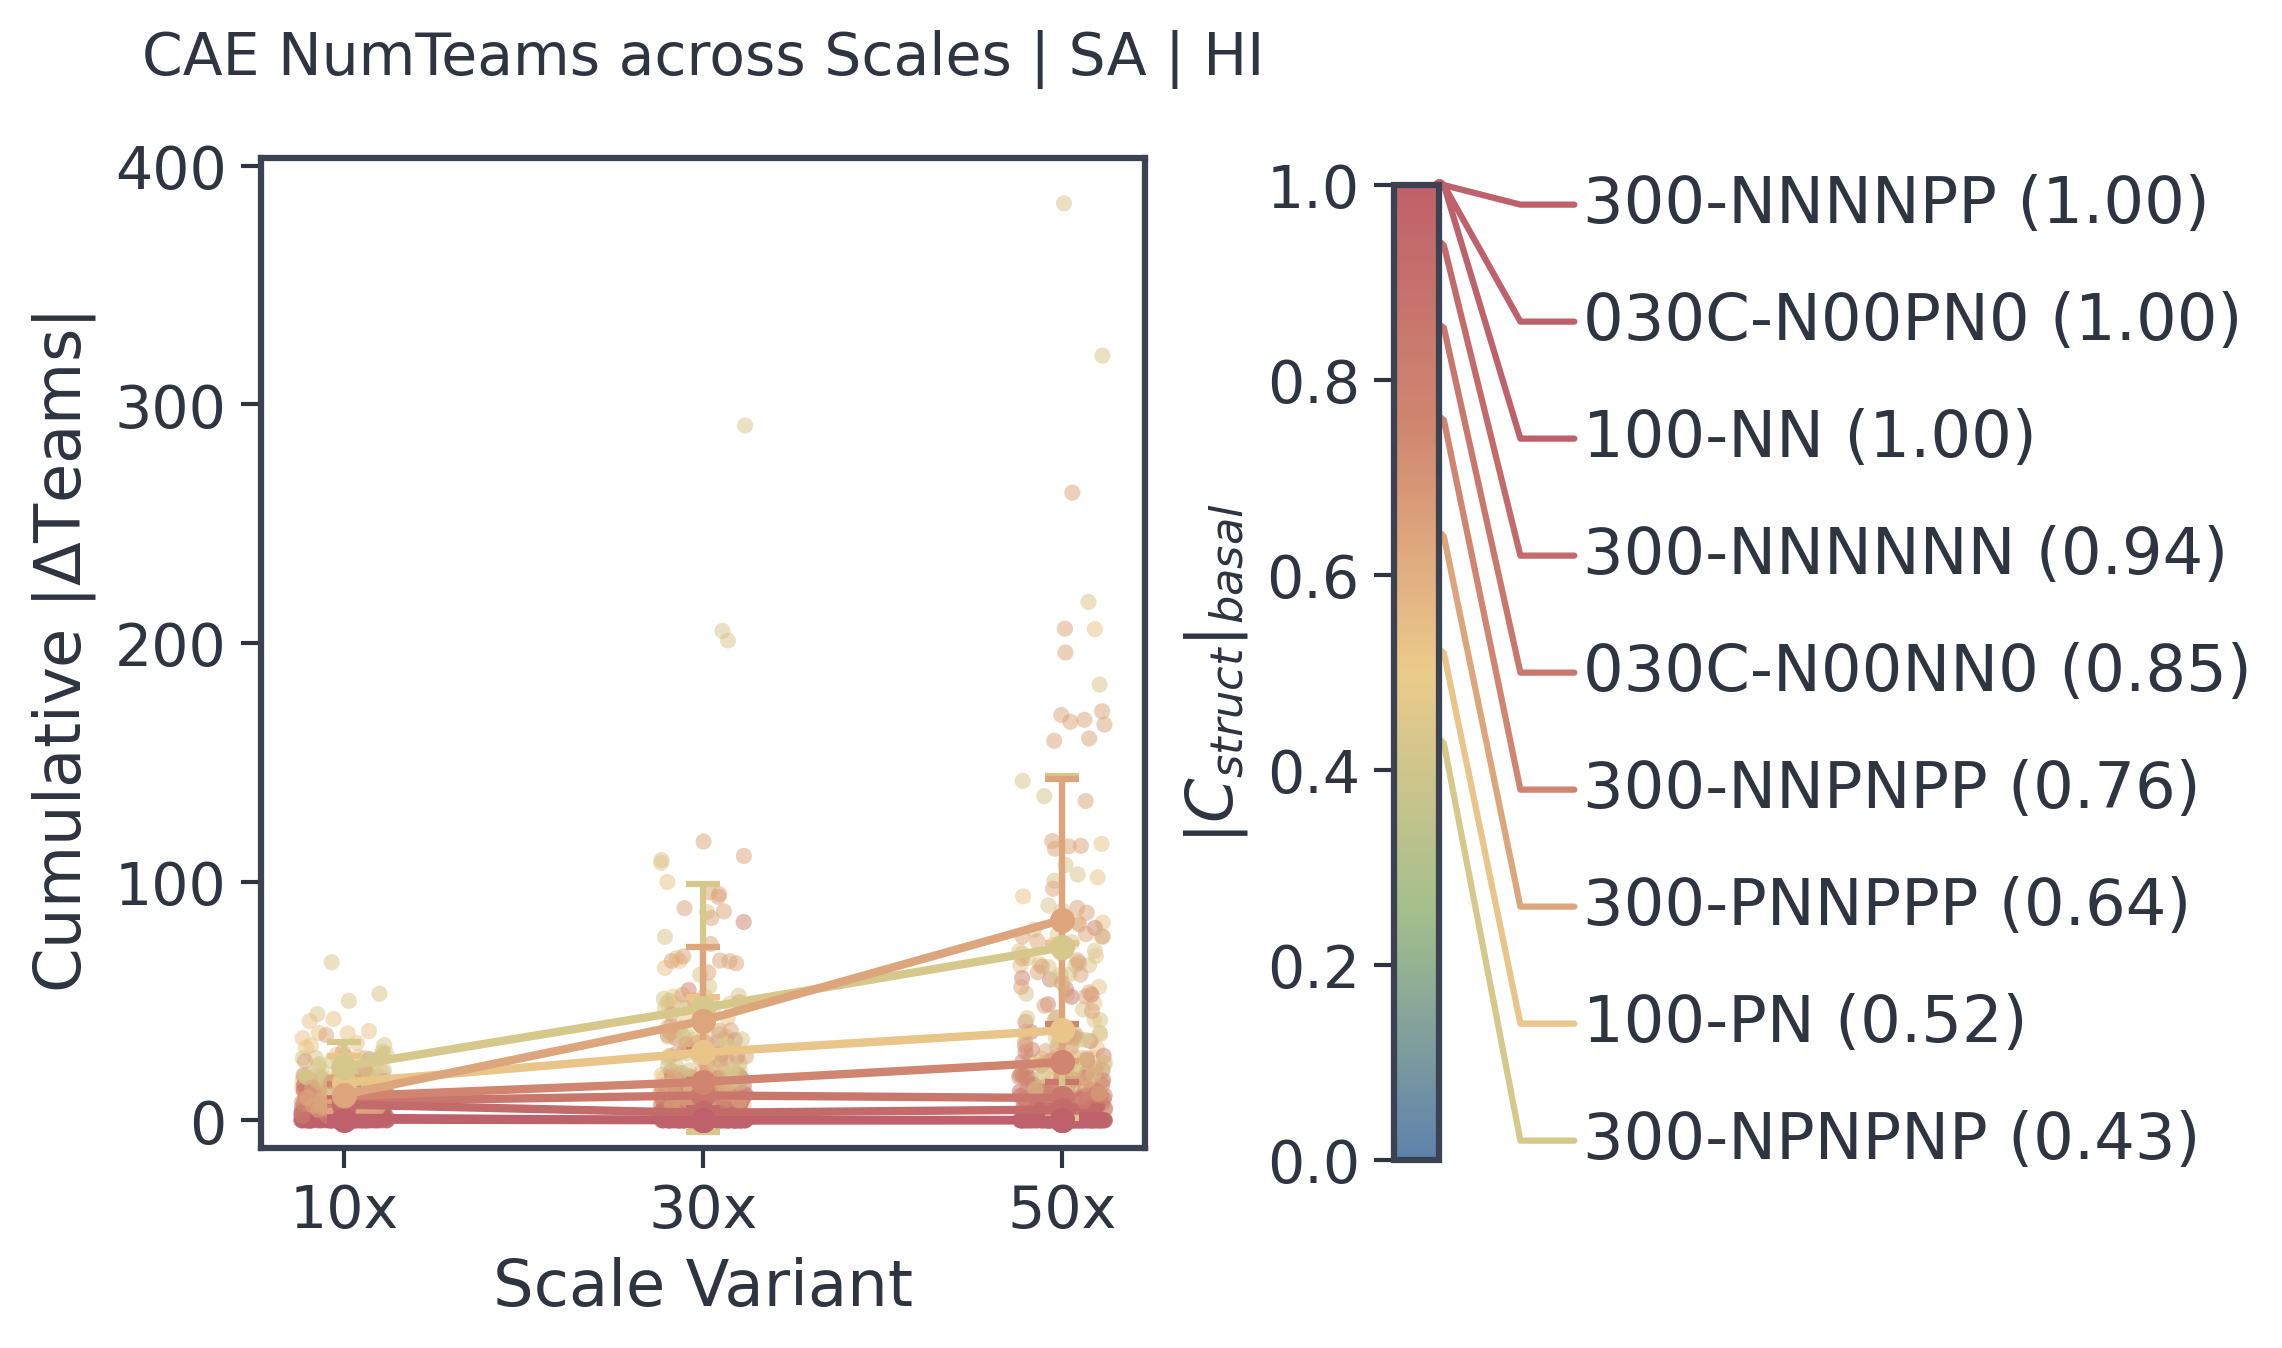 CAE NumTeams across Scales | SA | HI
Cumulative |ΔTeams|
400
300
200
100
0
10x
30x
50x
Scale Variant
|C_struct|_basal
1.0
0.8
0.6
0.4
0.2
0.0
300-NNNNPP (1.00)
030C-N00PN0 (1.00)
100-NN (1.00)
300-NNNNNN (0.94)
030C-N00NN0 (0.85)
300-NNPNPP (0.76)
300-PNNPPP (0.64)
100-PN (0.52)
300-NPNPNP (0.43)